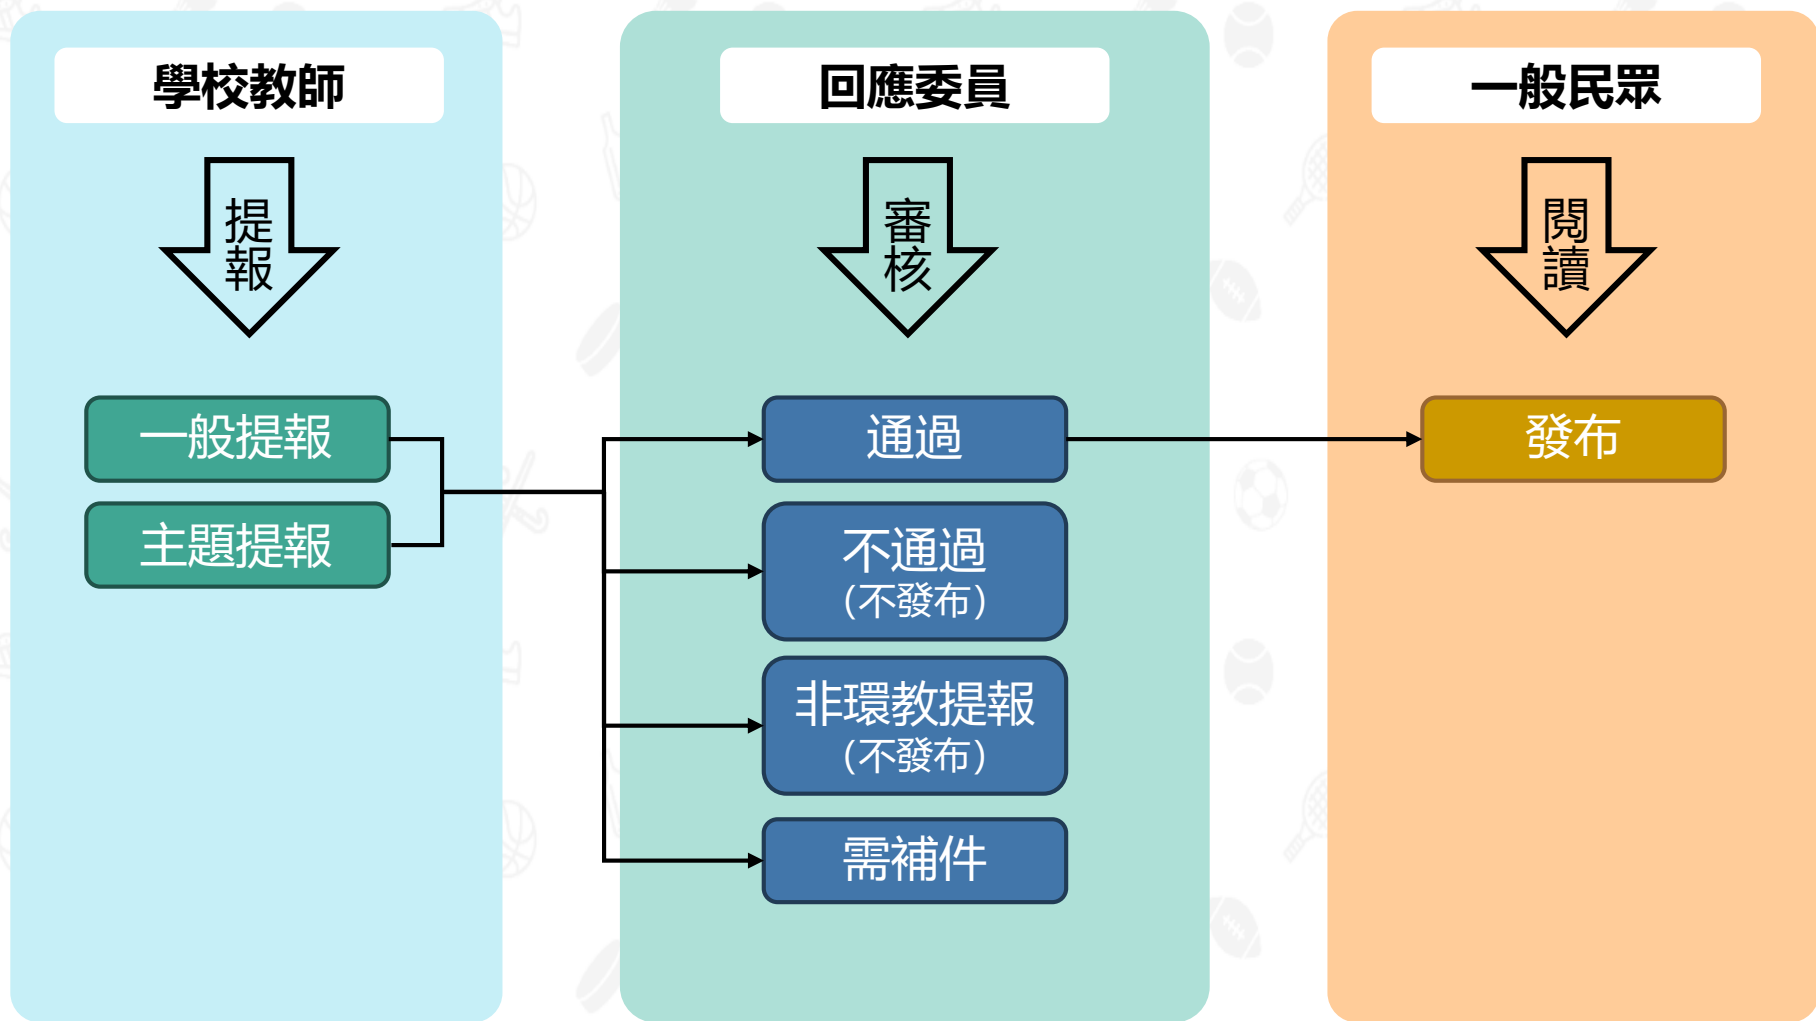 學校教師
提報
一般提報
主題提報
回應委員
審核
通過
不通過
（不發布）
非環教提報
（不發布）
需補件
一般民眾
閱讀
發布